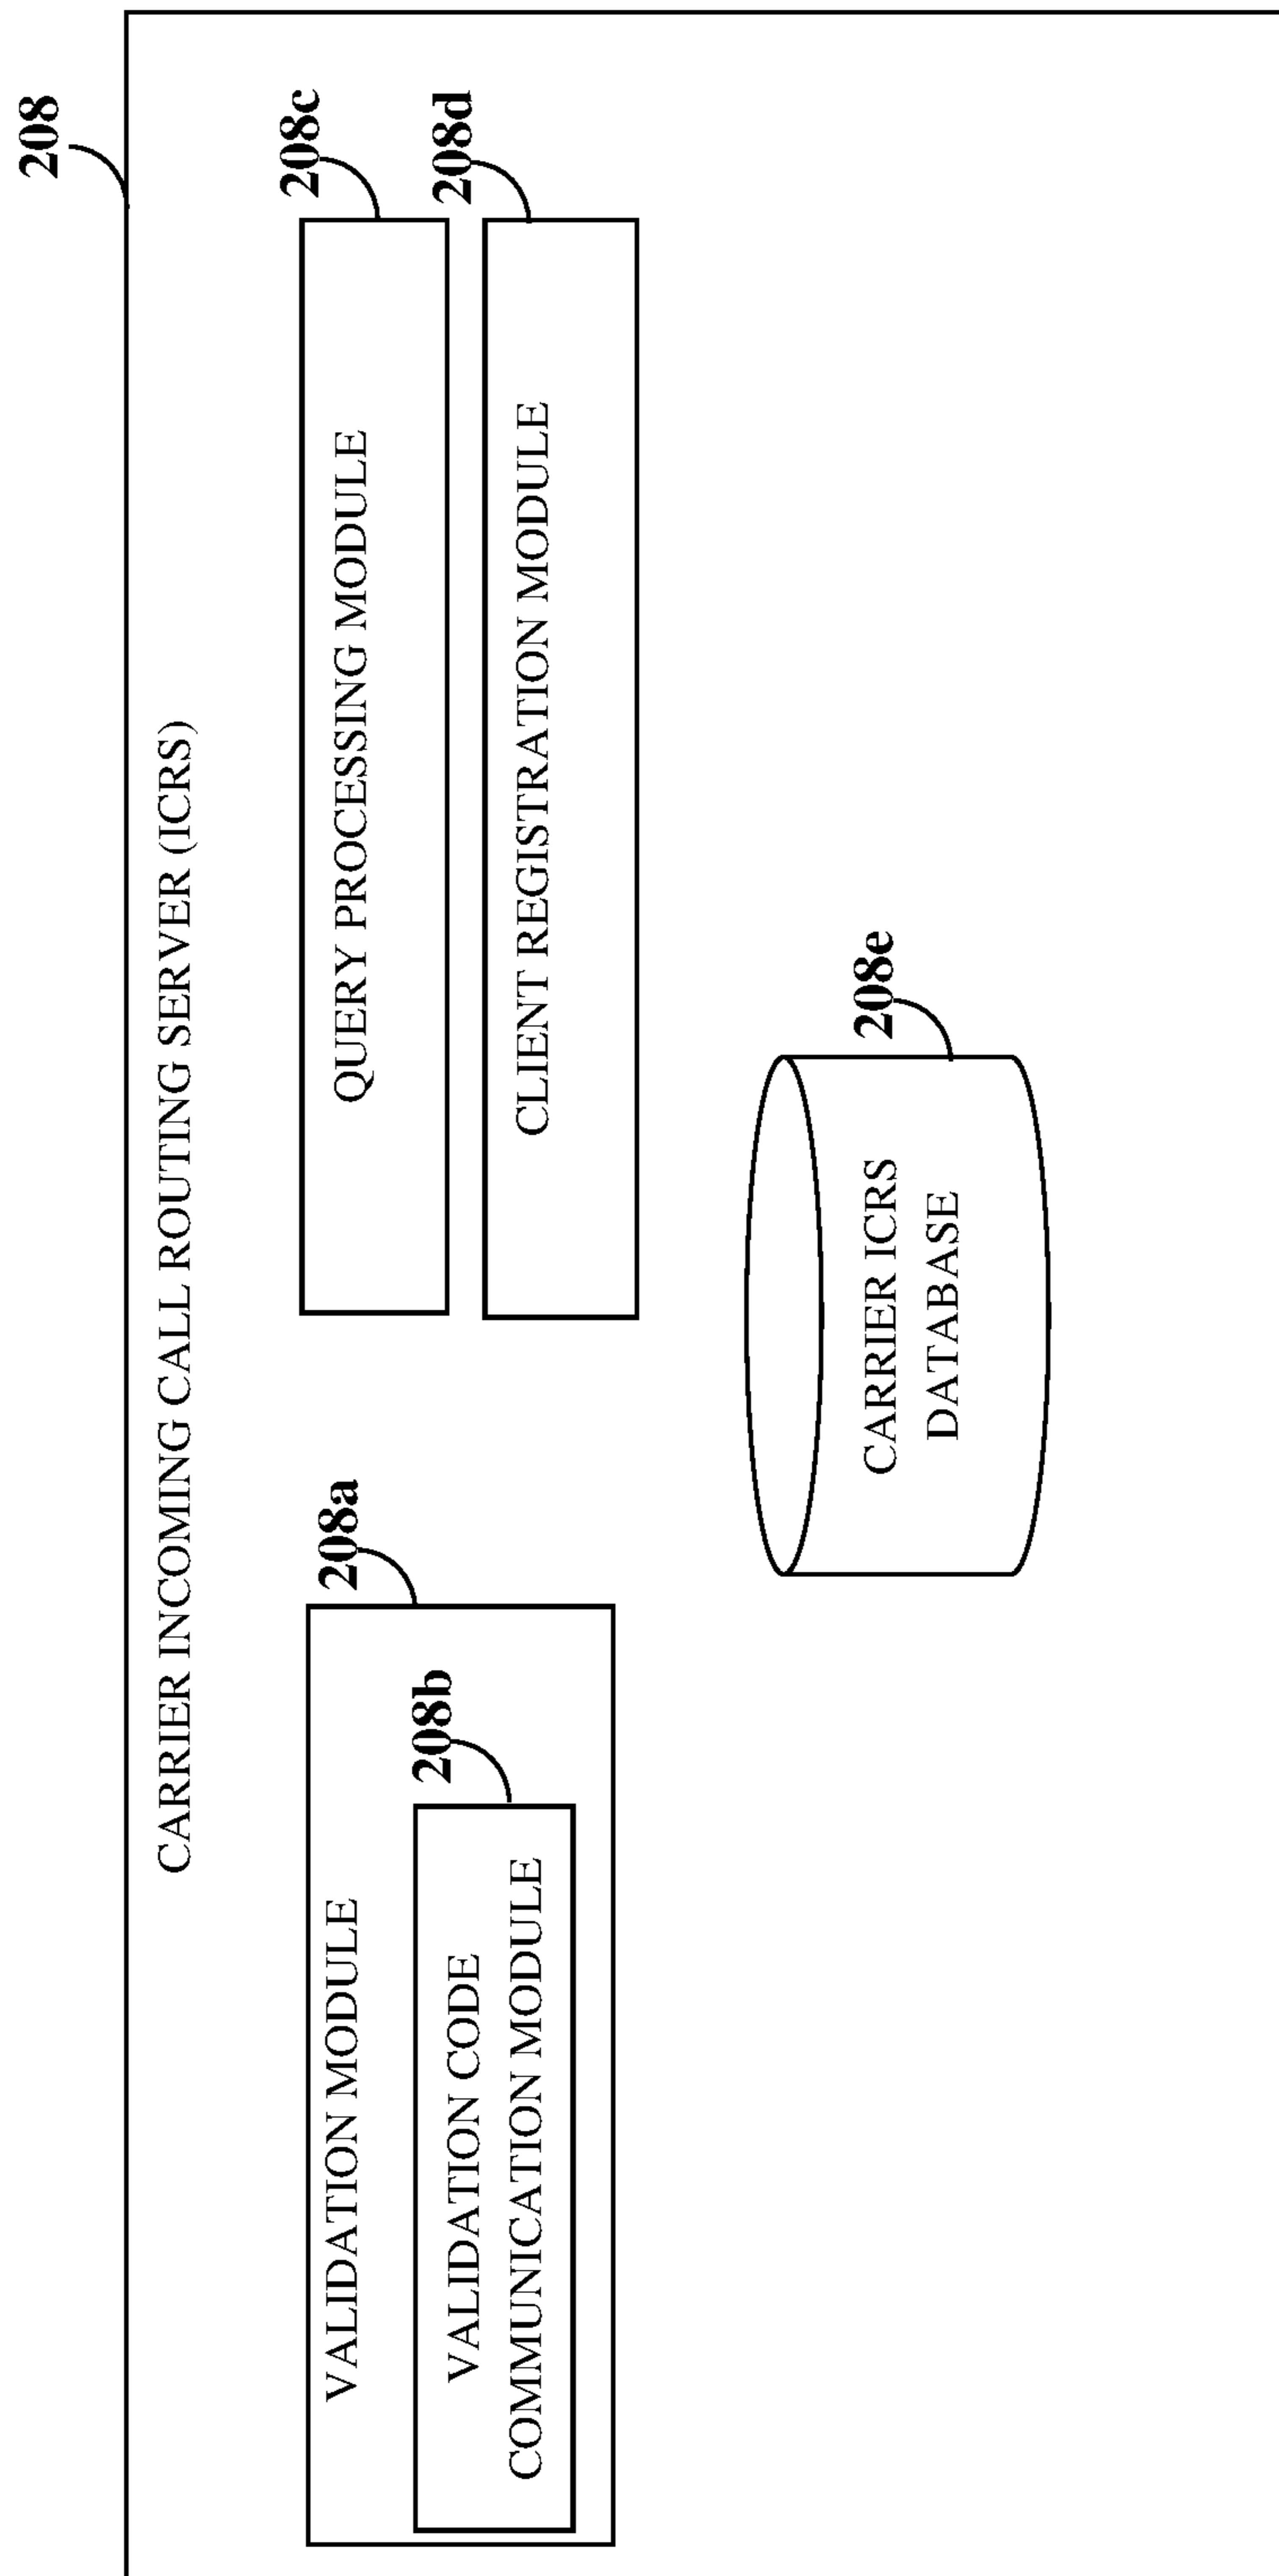 208
CARRIER INCOMING CALL ROUTING SERVER (ICRS)
208a
VALIDATION MODULE
208b
VALIDATION CODE
COMMUNICATION MODULE
208c
QUERY PROCESSING MODULE
208d
CLIENT REGISTRATION MODULE
208e
CARRIER ICRS
DATABASE